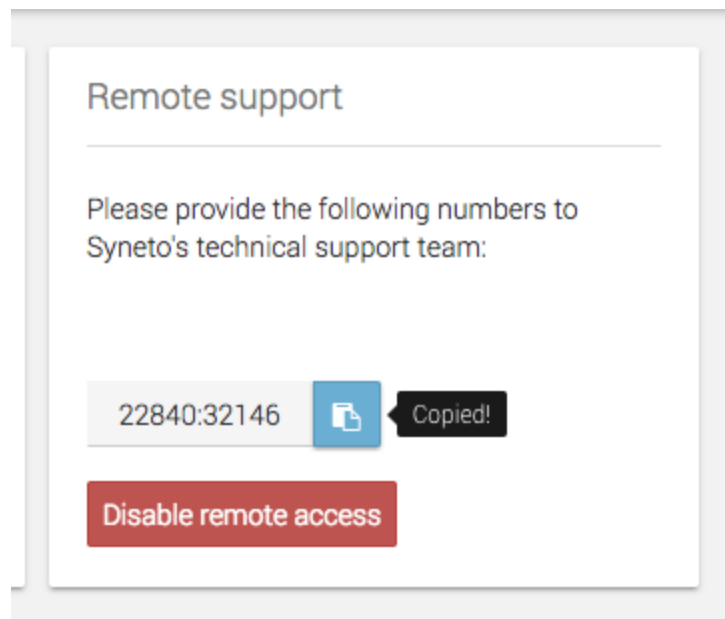 Remote support
Please provide the following numbers to
Syneto's technical support team:
22840:32146
Copied!
Disable remote access